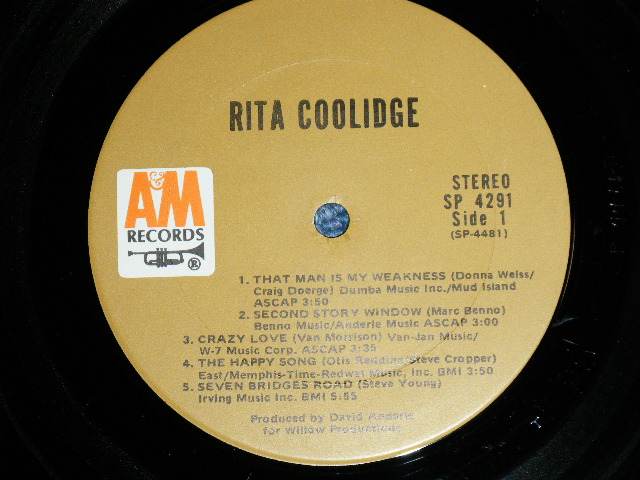 RITA COOLIDGE
A&M
RECORDS
®
STEREO
SP 4291
Side 1
(SP-4481)
1. THAT MAN IS MY WEAKNESS (Donna Weiss/
Craig Doerge) Dumba Music Inc./Mud Island
ASCAP 3:50
2. SECOND STORY WINDOW (Marc Benno)
Benno Music/Anderle Music ASCAP 3:00
3. CRAZY LOVE (Van Morrison) Van-Jan Music/
W-7 Music Corp. ASCAP 3:35
4. THE HAPPY SONG (Otis Redding/Steve Cropper)
East/Memphis-Time-Redwal Music, Inc. BMI 3:50
5. SEVEN BRIDGES ROAD (Steve Young)
Irving Music Inc. BMI 5:55
Produced by David Anderle
for Willow Productions